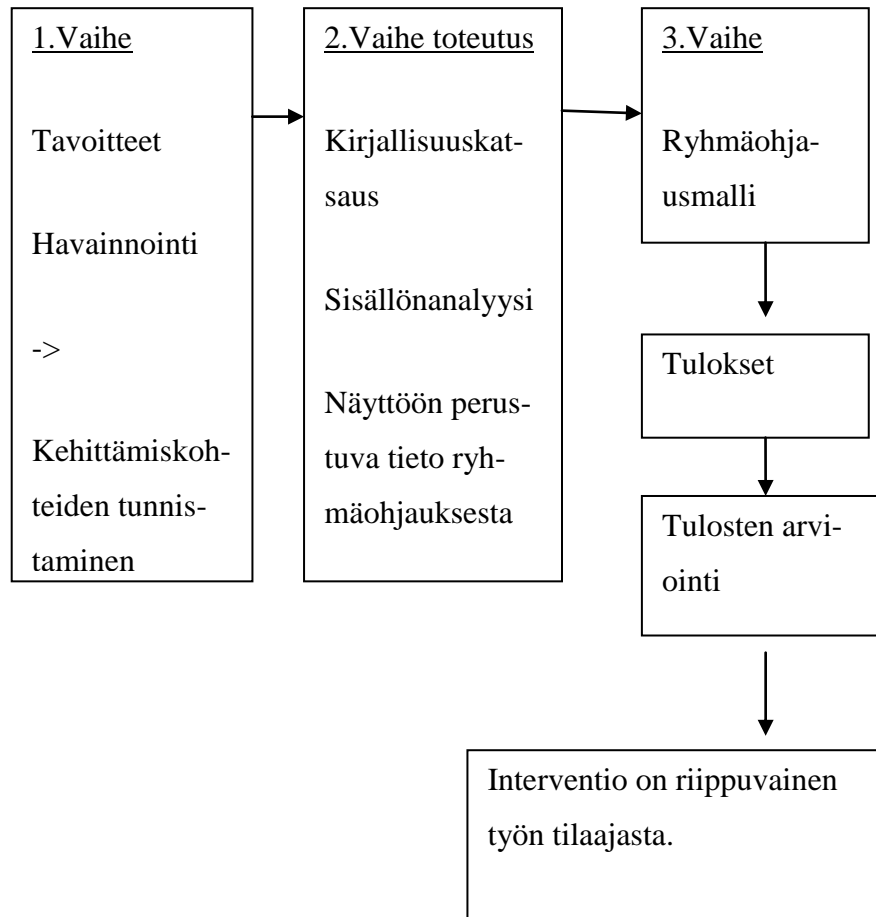 1.Vaihe
Tavoitteet
Havainnointi
->
Kehittämiskoh-
teiden tunnis-
taminen
2.Vaihe toteutus
Kirjallisuuskat-
saus
Sisällönanalyysi
Näyttöön perus-
tuva tieto ryh-
mäohjauksesta
3.Vaihe
Ryhmäohja-
usmalli
Tulokset
Tulosten arvi-
ointi
Interventio on riippuvainen
työn tilaajasta.